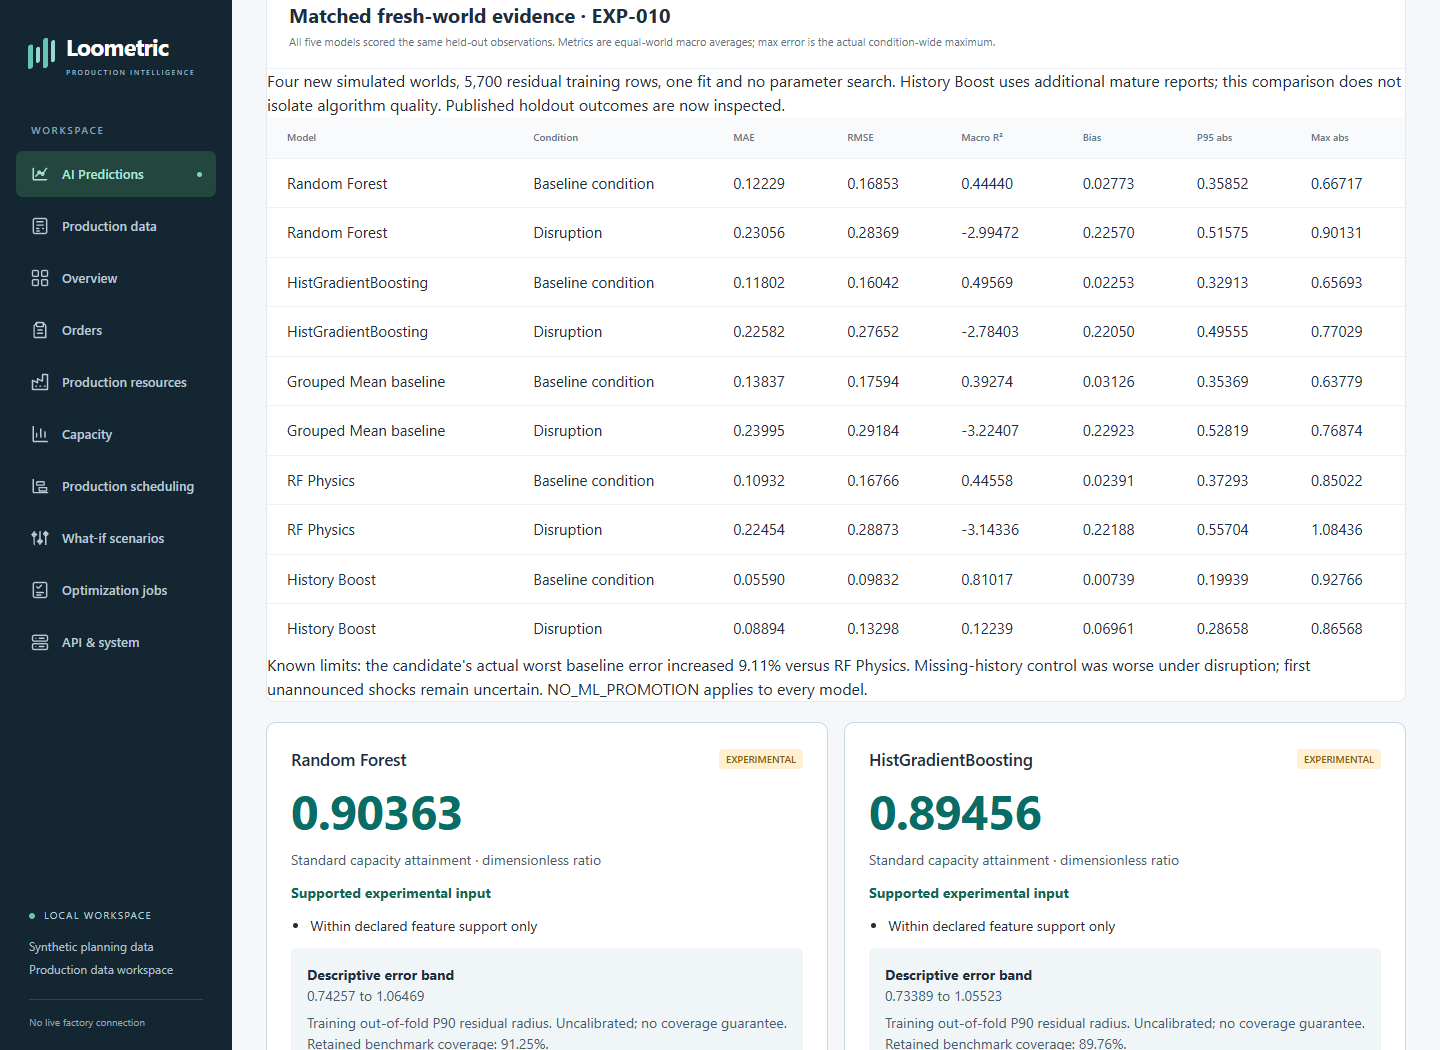 Loometric
PRODUCTION INTELLIGENCE
WORKSPACE
AI Predictions
Production data
Overview
Orders
Production resources
Capacity
Production scheduling
What-if scenarios
Optimization jobs
API & system
LOCAL WORKSPACE
Synthetic planning data
Production data workspace
No live factory connection
Matched fresh-world evidence · EXP-010
All five models scored the same held-out observations. Metrics are equal-world macro averages; max error is the actual condition-wide maximum.
Four new simulated worlds, 5,700 residual training rows, one fit and no parameter search. History Boost uses additional mature reports; this comparison does not
isolate algorithm quality. Published holdout outcomes are now inspected.
Model Condition MAE RMSE Macro R² Bias P95 abs Max abs
Random Forest Baseline condition 0.12229 0.16853 0.44440 0.02773 0.35852 0.66717
Random Forest Disruption 0.23056 0.28369 -2.99472 0.22570 0.51575 0.90131
HistGradientBoosting Baseline condition 0.11802 0.16042 0.49569 0.02253 0.32913 0.65693
HistGradientBoosting Disruption 0.22582 0.27652 -2.78403 0.22050 0.49555 0.77029
Grouped Mean baseline Baseline condition 0.13837 0.17594 0.39274 0.03126 0.35369 0.63779
Grouped Mean baseline Disruption 0.23995 0.29184 -3.22407 0.22923 0.52819 0.76874
RF Physics Baseline condition 0.10932 0.16766 0.44558 0.02391 0.37293 0.85022
RF Physics Disruption 0.22454 0.28873 -3.14336 0.22188 0.55704 1.08436
History Boost Baseline condition 0.05590 0.09832 0.81017 0.00739 0.19939 0.92766
History Boost Disruption 0.08894 0.13298 0.12239 0.06961 0.28658 0.86568
Known limits: the candidate's actual worst baseline error increased 9.11% versus RF Physics. Missing-history control was worse under disruption; first
unannounced shocks remain uncertain. NO_ML_PROMOTION applies to every model.
Random Forest EXPERIMENTAL
0.90363
Standard capacity attainment · dimensionless ratio
Supported experimental input
• Within declared feature support only
Descriptive error band
0.74257 to 1.06469
Training out-of-fold P90 residual radius. Uncalibrated; no coverage guarantee.
Retained benchmark coverage: 91.25%.
HistGradientBoosting EXPERIMENTAL
0.89456
Standard capacity attainment · dimensionless ratio
Supported experimental input
• Within declared feature support only
Descriptive error band
0.73389 to 1.05523
Training out-of-fold P90 residual radius. Uncalibrated; no coverage guarantee.
Retained benchmark coverage: 89.76%.